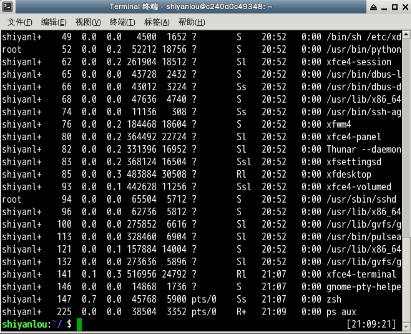 Terminal 终端 - shiyanlou@c240d0c49348: ~
文件(F) 编辑(E) 视图(V) 终端(T) 标签(A) 帮助(H)
shiyanl+ 49 0.0 0.0 4500 1652 ? S 20:52 0:00 /bin/sh /etc/xd
root 52 0.0 0.2 52212 18756 ? S 20:52 0:00 /usr/bin/python
shiyanl+ 62 0.0 0.2 261904 18512 ? Sl 20:52 0:00 xfce4-session
shiyanl+ 65 0.0 0.0 43728 2432 ? S 20:52 0:00 /usr/bin/dbus-l
shiyanl+ 66 0.0 0.0 43012 3224 ? Ss 20:52 0:00 /usr/bin/dbus-d
shiyanl+ 68 0.0 0.0 47636 4740 ? S 20:52 0:00 /usr/lib/x86_64
shiyanl+ 74 0.0 0.0 11136 308 ? Ss 20:52 0:00 /usr/bin/ssh-ag
shiyanl+ 76 0.0 0.2 184468 18604 ? S 20:52 0:00 xfwm4
shiyanl+ 80 0.0 0.2 364492 22724 ? Sl 20:52 0:00 xfce4-panel
shiyanl+ 82 0.0 0.2 331396 16952 ? Sl 20:52 0:00 Thunar --daemon
shiyanl+ 83 0.0 0.2 368124 16504 ? Ssl 20:52 0:00 xfsettingsd
shiyanl+ 85 0.0 0.3 483884 30508 ? Rl 20:52 0:00 xfdesktop
shiyanl+ 93 0.0 0.1 442628 11256 ? Ssl 20:52 0:00 xfce4-volumed
root 94 0.0 0.0 65504 5712 ? S 20:52 0:00 /usr/sbin/sshd
shiyanl+ 96 0.0 0.0 62736 5812 ? S 20:52 0:00 /usr/lib/x86_64
shiyanl+ 100 0.0 0.0 275852 6616 ? Sl 20:52 0:00 /usr/lib/gvfs/g
shiyanl+ 113 0.0 0.0 328460 6904 ? Sl 20:52 0:00 /usr/bin/pulsea
shiyanl+ 121 0.0 0.1 157884 14004 ? Sl 20:52 0:00 /usr/lib/x86_64
shiyanl+ 132 0.0 0.0 273636 5896 ? Sl 20:52 0:00 /usr/lib/gvfs/g
shiyanl+ 141 0.1 0.3 516956 24792 ? Rl 21:07 0:00 xfce4-terminal
shiyanl+ 146 0.0 0.0 14868 1736 ? S 21:07 0:00 gnome-pty-helpe
shiyanl+ 147 0.7 0.0 45768 5900 pts/0 Ss 21:07 0:00 zsh
shiyanl+ 225 0.0 0.0 38504 3352 pts/0 R+ 21:09 0:00 ps aux
shiyanlou:~/ $ [21:09:21]